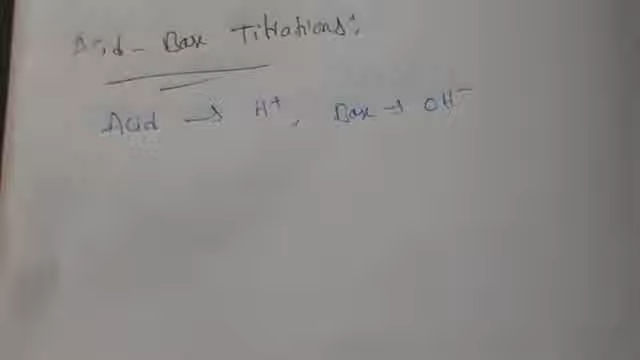 Acid - Base Titrations:
Acid → H⁺, Base → OH⁻